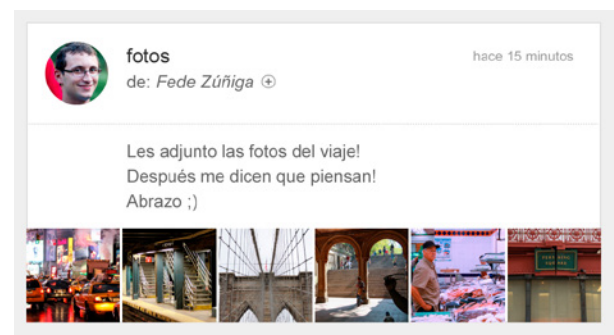 fotos
hace 15 minutos
de: Fede Zúñiga
Les adjunto las fotos del viaje!
Después me dicen que piensan!
Abrazo ;)